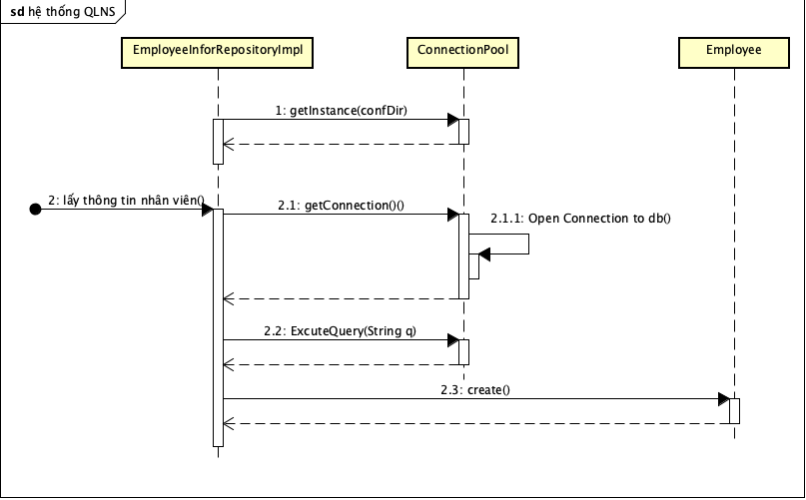 sd hệ thống QLNS
EmployeeInforRepositoryImpl
ConnectionPool
Employee
1: getInstance(confDir)
2: lấy thông tin nhân viên()
2.1: getConnection()()
2.1.1: Open Connection to db()
2.2: ExcuteQuery(String q)
2.3: create()